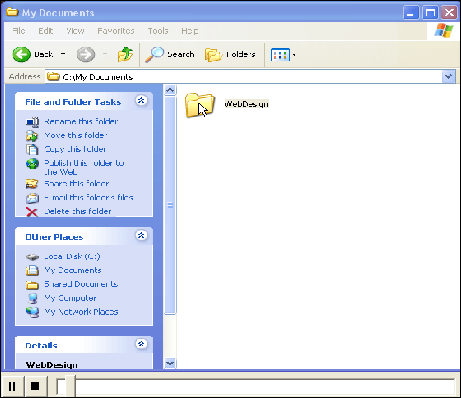 My Documents
File Edit View Favorites Tools Help
Back Search Folders
Address C:\My Documents
File and Folder Tasks
Rename this folder
Move this folder
Copy this folder
Publish this folder to
the Web
Share this folder
E-mail this folder's files
Delete this folder
WebDesign
Other Places
Local Disk (C:)
My Documents
Shared Documents
My Computer
My Network Places
Details
WebDesign